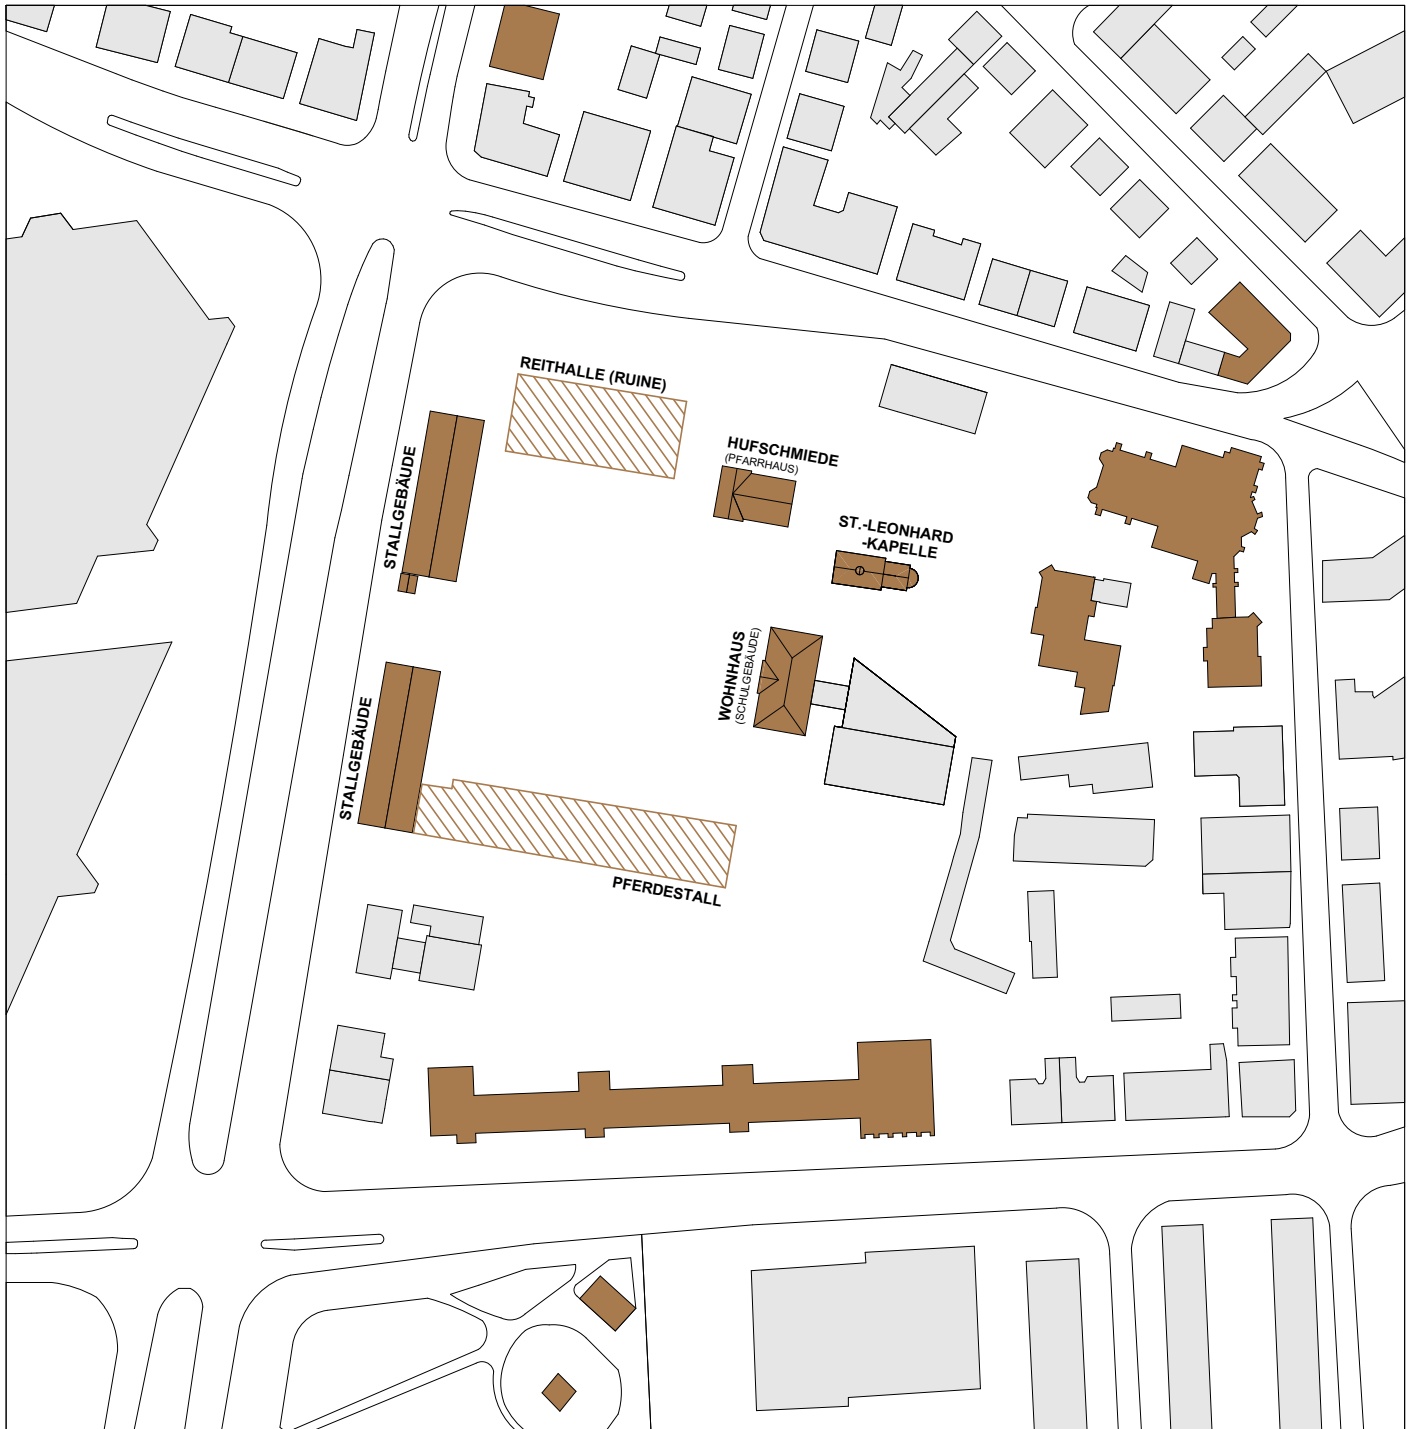 REITHALLE (RUINE)
STALLGEBÄUDE
HUFSCHMIEDE
(PFARRHAUS)
ST.-LEONHARD
-KAPELLE
WOHNHAUS
(SCHULGEBÄUDE)
STALLGEBÄUDE
PFERDESTALL